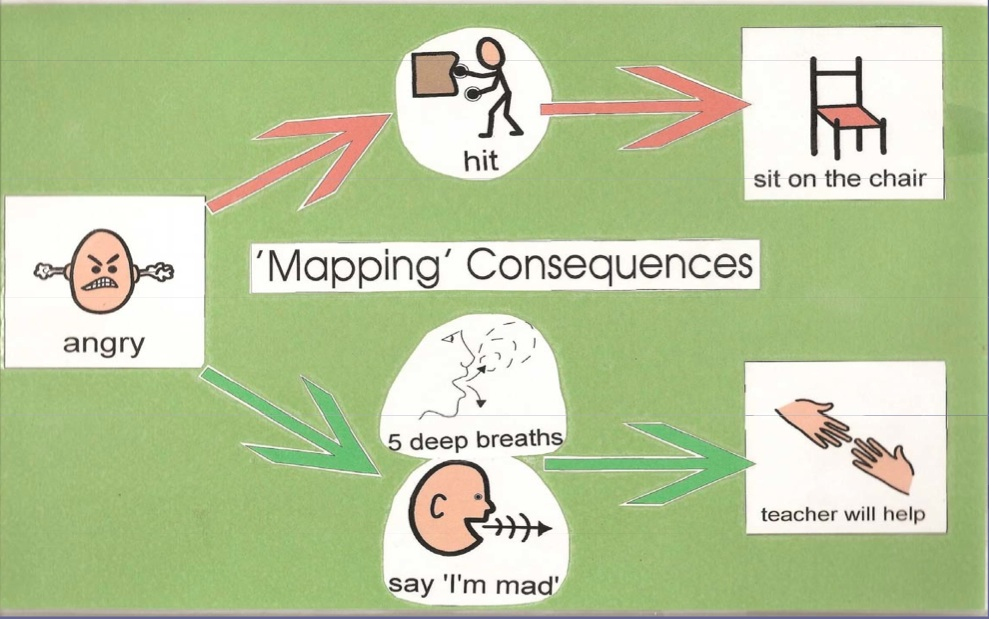 hit
sit on the chair
'Mapping' Consequences
angry
5 deep breaths
say 'I'm mad'
teacher will help